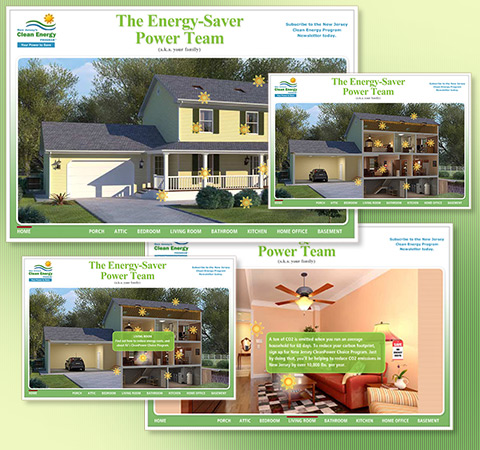 New Jersey's
Clean Energy
PROGRAM
Your Power to Save
The Energy-Saver
Power Team
(a.k.a. your family)
Subscribe to the New Jersey
Clean Energy Program
Newsletter today.
HOME PORCH ATTIC BEDROOM LIVING ROOM BATHROOM KITCHEN HOME OFFICE BASEMENT
Clean Energy
The Energy-Saver
Power Team
(a.k.a. your family)
Subscribe to the New Jersey
Clean Energy Program
Newsletter today.
HOME PORCH ATTIC BEDROOM LIVING ROOM BATHROOM KITCHEN HOME OFFICE BASEMENT
Clean Energy
The Energy-Saver
Power Team
(a.k.a. your family)
Subscribe to the New Jersey
Clean Energy Program
Newsletter today.
LIVING ROOM
HOME PORCH ATTIC BEDROOM LIVING ROOM BATHROOM KITCHEN HOME OFFICE BASEMENT
Power Team
(a.k.a. your family)
Subscribe to the New Jersey
Clean Energy Program
Newsletter today.
A ton of CO2 is emitted when you run an average
household for 60 days. To reduce your carbon footprint,
sign up for New Jersey CleanPower Choice Program. Just
by doing that, you'll be helping to reduce CO2 emissions in
New Jersey by over 10,000 lbs. per year.
HOME PORCH ATTIC BEDROOM LIVING ROOM BATHROOM KITCHEN HOME OFFICE BASEMENT